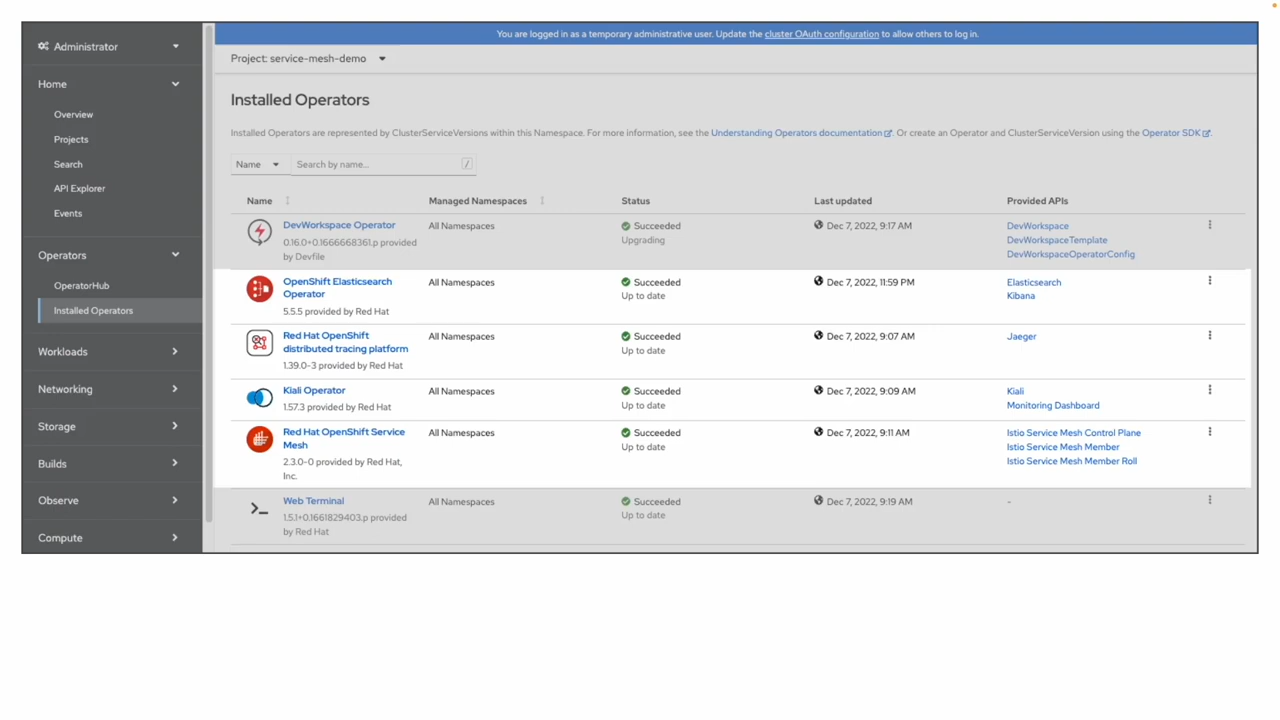 Administrator
You are logged in as a temporary administrative user. Update the cluster OAuth configuration to allow others to log in.
Home
Overview
Projects
Search
API Explorer
Events
Operators
OperatorHub
Installed Operators
Workloads
Networking
Storage
Builds
Observe
Compute
Project: service-mesh-demo
Installed Operators
Installed Operators are represented by ClusterServiceVersions within this Namespace. For more information, see the Understanding Operators documentation. Or create an Operator and ClusterServiceVersion using the Operator SDK.
Name Search by name... /
Name Managed Namespaces Status Last updated Provided APIs
DevWorkspace Operator All Namespaces Succeeded Dec 7, 2022, 9:17 AM DevWorkspace
0.16.0+0.1666668361.p provided Upgrading DevWorkspaceTemplate
by Devfile DevWorkspaceOperatorConfig
OpenShift Elasticsearch All Namespaces Succeeded Dec 7, 2022, 11:59 PM Elasticsearch
Operator Up to date Kibana
5.5.5 provided by Red Hat
Red Hat OpenShift All Namespaces Succeeded Dec 7, 2022, 9:07 AM Jaeger
distributed tracing platform Up to date
1.39.0-3 provided by Red Hat
Kiali Operator All Namespaces Succeeded Dec 7, 2022, 9:09 AM Kiali
1.57.3 provided by Red Hat Up to date Monitoring Dashboard
Red Hat OpenShift Service All Namespaces Succeeded Dec 7, 2022, 9:11 AM Istio Service Mesh Control Plane
Mesh Up to date Istio Service Mesh Member
2.3.0-0 provided by Red Hat, Istio Service Mesh Member Roll
Inc.
Web Terminal All Namespaces Succeeded Dec 7, 2022, 9:19 AM -
1.5.1+0.1661829403.p provided Up to date
by Red Hat